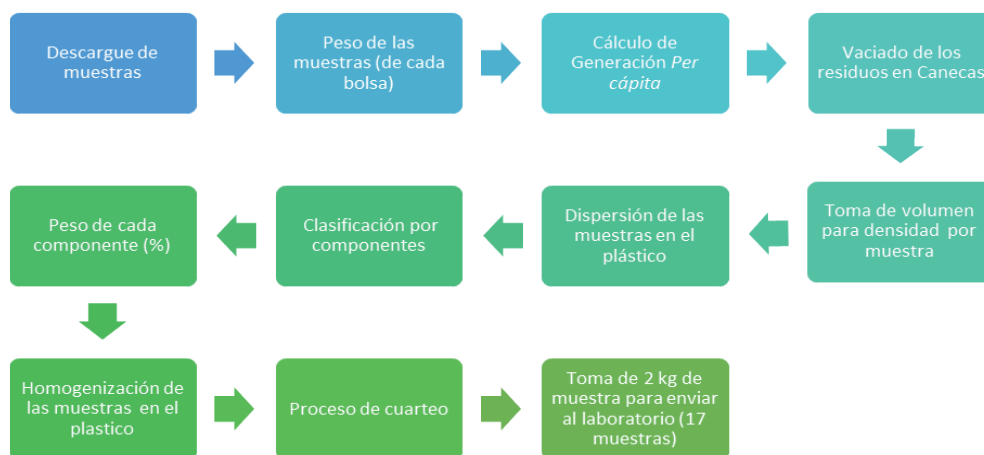 Descargue de
muestras
Peso de las
muestras (de cada
bolsa)
Cálculo de
Generación Per
cápita
Vaciado de los
residuos en Canecas
Toma de volumen
para densidad por
muestra
Dispersión de las
muestras en el
plástico
Clasificación por
componentes
Peso de cada
componente (%)
Homogenización de
las muestras en el
plastico
Proceso de cuarteo
Toma de 2 kg de
muestra para enviar
al laboratorio (17
muestras)